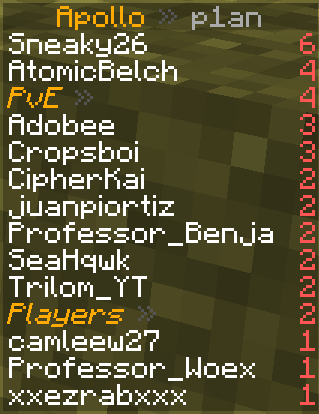 Apollo » p1an
Sneaky26 6
AtomicBelch 4
PvE » 4
Adobee 3
Cropsboi 3
CipherKai 2
juanpiortiz 2
Professor_Benja 2
SeaHqwk 2
Trilom_YT 2
Players » 2
camleew27 1
Professor_Woex 1
xxezrabxxx 1